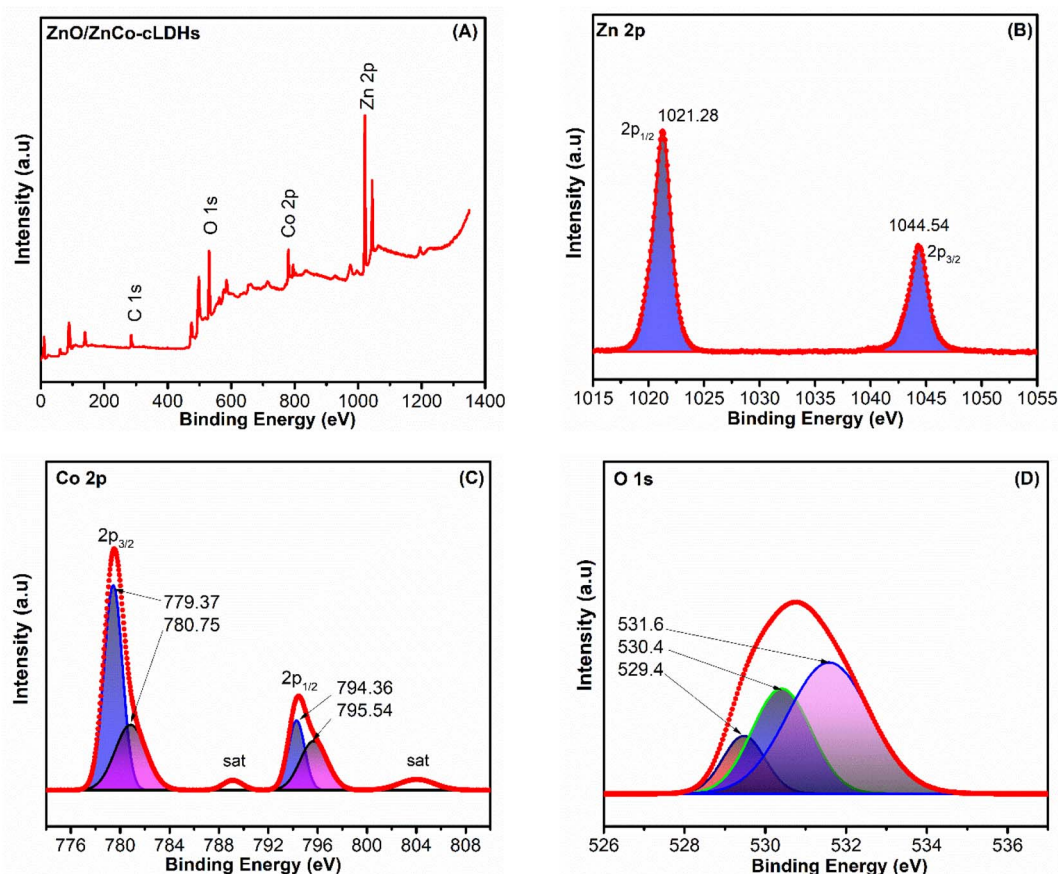 ZnO/ZnCo-cLDHs
(A)
Zn 2p
Co 2p
O 1s
C 1s
Intensity (a.u)
0 200 400 600 800 1000 1200 1400
Binding Energy (eV)
Zn 2p
(B)
1021.28
2p1/2
1044.54
2p3/2
Intensity (a.u)
1015 1020 1025 1030 1035 1040 1045 1050 1055
Binding Energy (eV)
Co 2p
(C)
2p3/2
779.37
780.75
2p1/2
794.36
795.54
sat
sat
Intensity (a.u)
776 780 784 788 792 796 800 804 808
Binding Energy (eV)
O 1s
(D)
531.6
530.4
529.4
Intensity (a.u)
526 528 530 532 534 536
Binding Energy (eV)